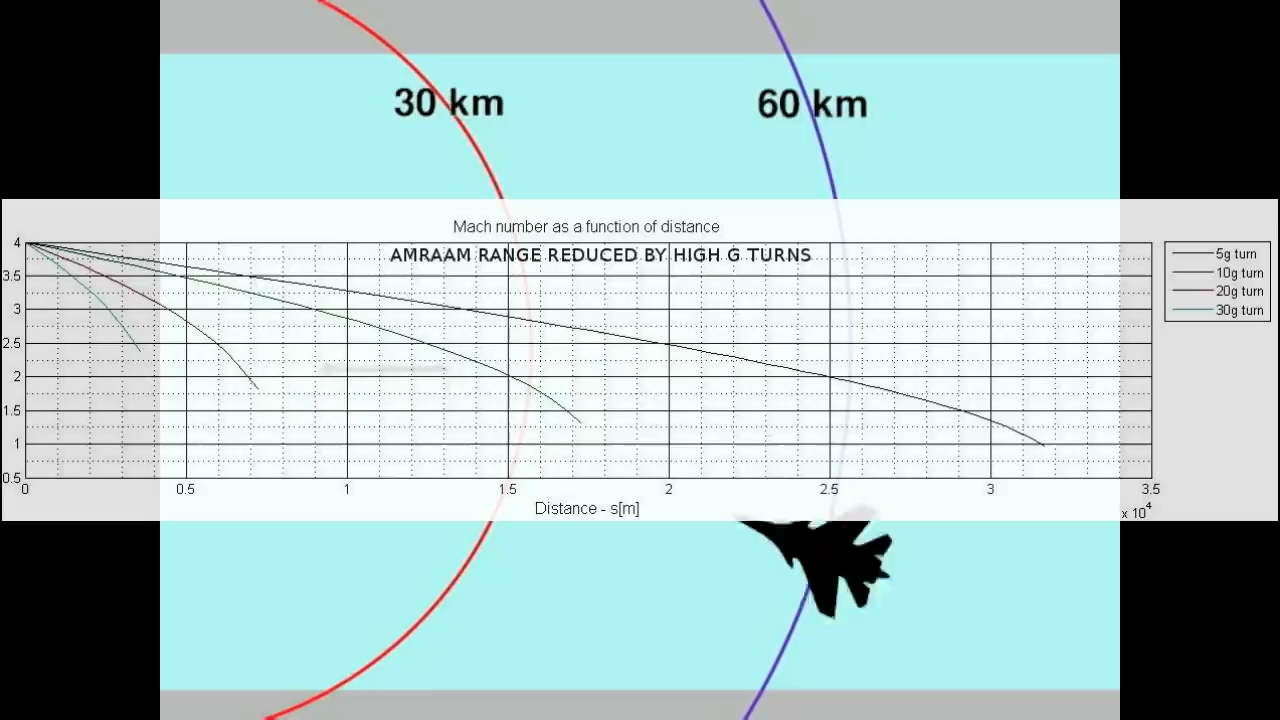 30 km
60 km
Mach number as a function of distance
AMRAAM RANGE REDUCED BY HIGH G TURNS
4
3.5
3
2.5
2
1.5
1
0.5
0
0.5
1
1.5
2
2.5
3
3.5
x 10⁴
Distance - s[m]
5g turn
10g turn
20g turn
30g turn